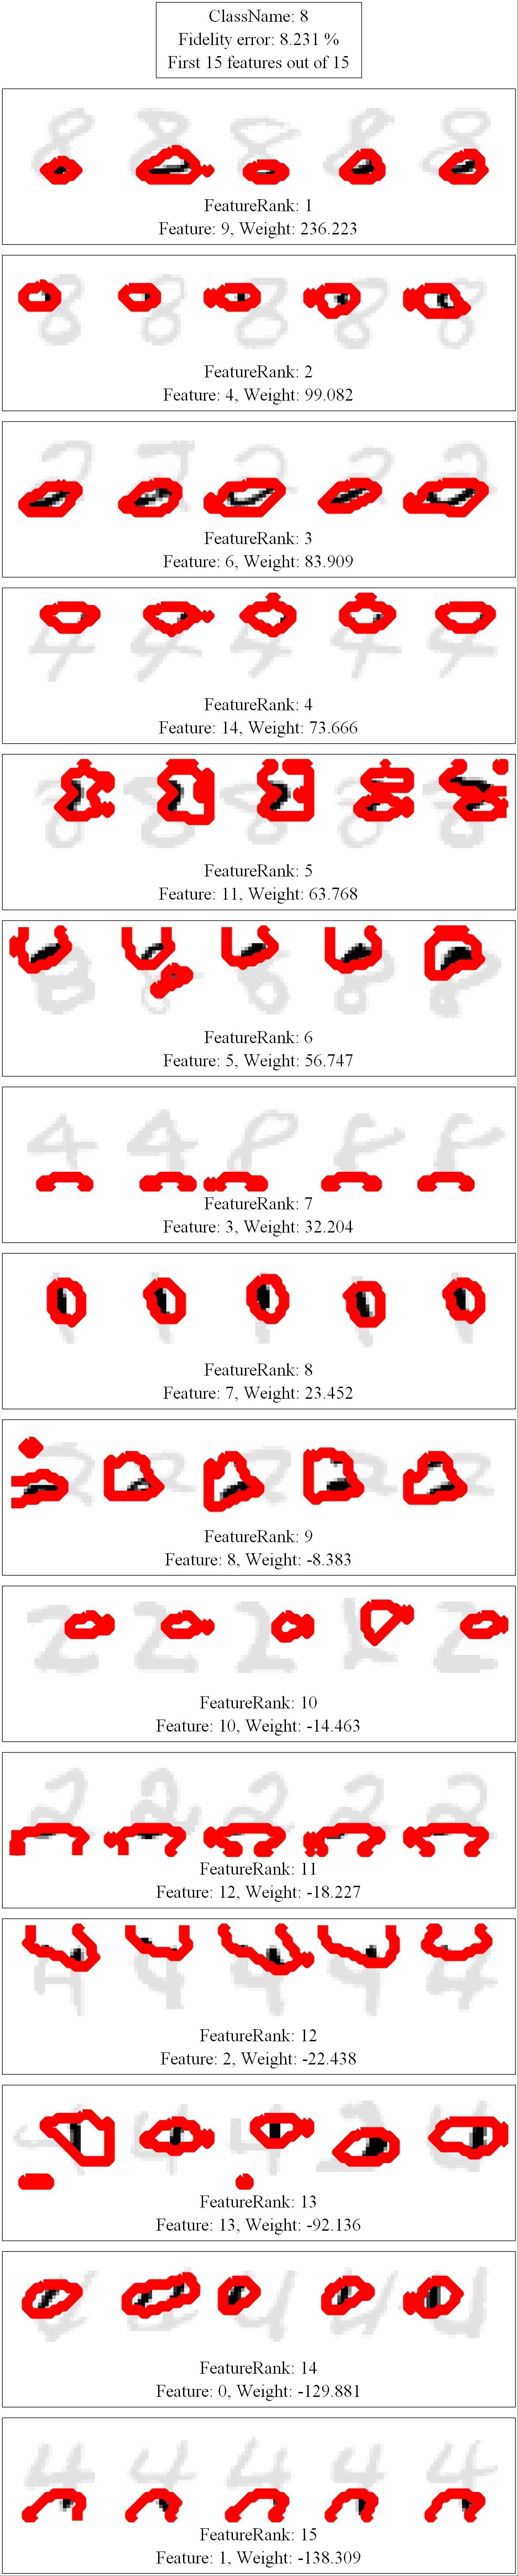 ClassName: 8
Fidelity error: 8.231 %
First 15 features out of 15
FeatureRank: 1
Feature: 9, Weight: 236.223
FeatureRank: 2
Feature: 4, Weight: 99.082
FeatureRank: 3
Feature: 6, Weight: 83.909
FeatureRank: 4
Feature: 14, Weight: 73.666
FeatureRank: 5
Feature: 11, Weight: 63.768
FeatureRank: 6
Feature: 5, Weight: 56.747
FeatureRank: 7
Feature: 3, Weight: 32.204
FeatureRank: 8
Feature: 7, Weight: 23.452
FeatureRank: 9
Feature: 8, Weight: -8.383
FeatureRank: 10
Feature: 10, Weight: -14.463
FeatureRank: 11
Feature: 12, Weight: -18.227
FeatureRank: 12
Feature: 2, Weight: -22.438
FeatureRank: 13
Feature: 13, Weight: -92.136
FeatureRank: 14
Feature: 0, Weight: -129.881
FeatureRank: 15
Feature: 1, Weight: -138.309